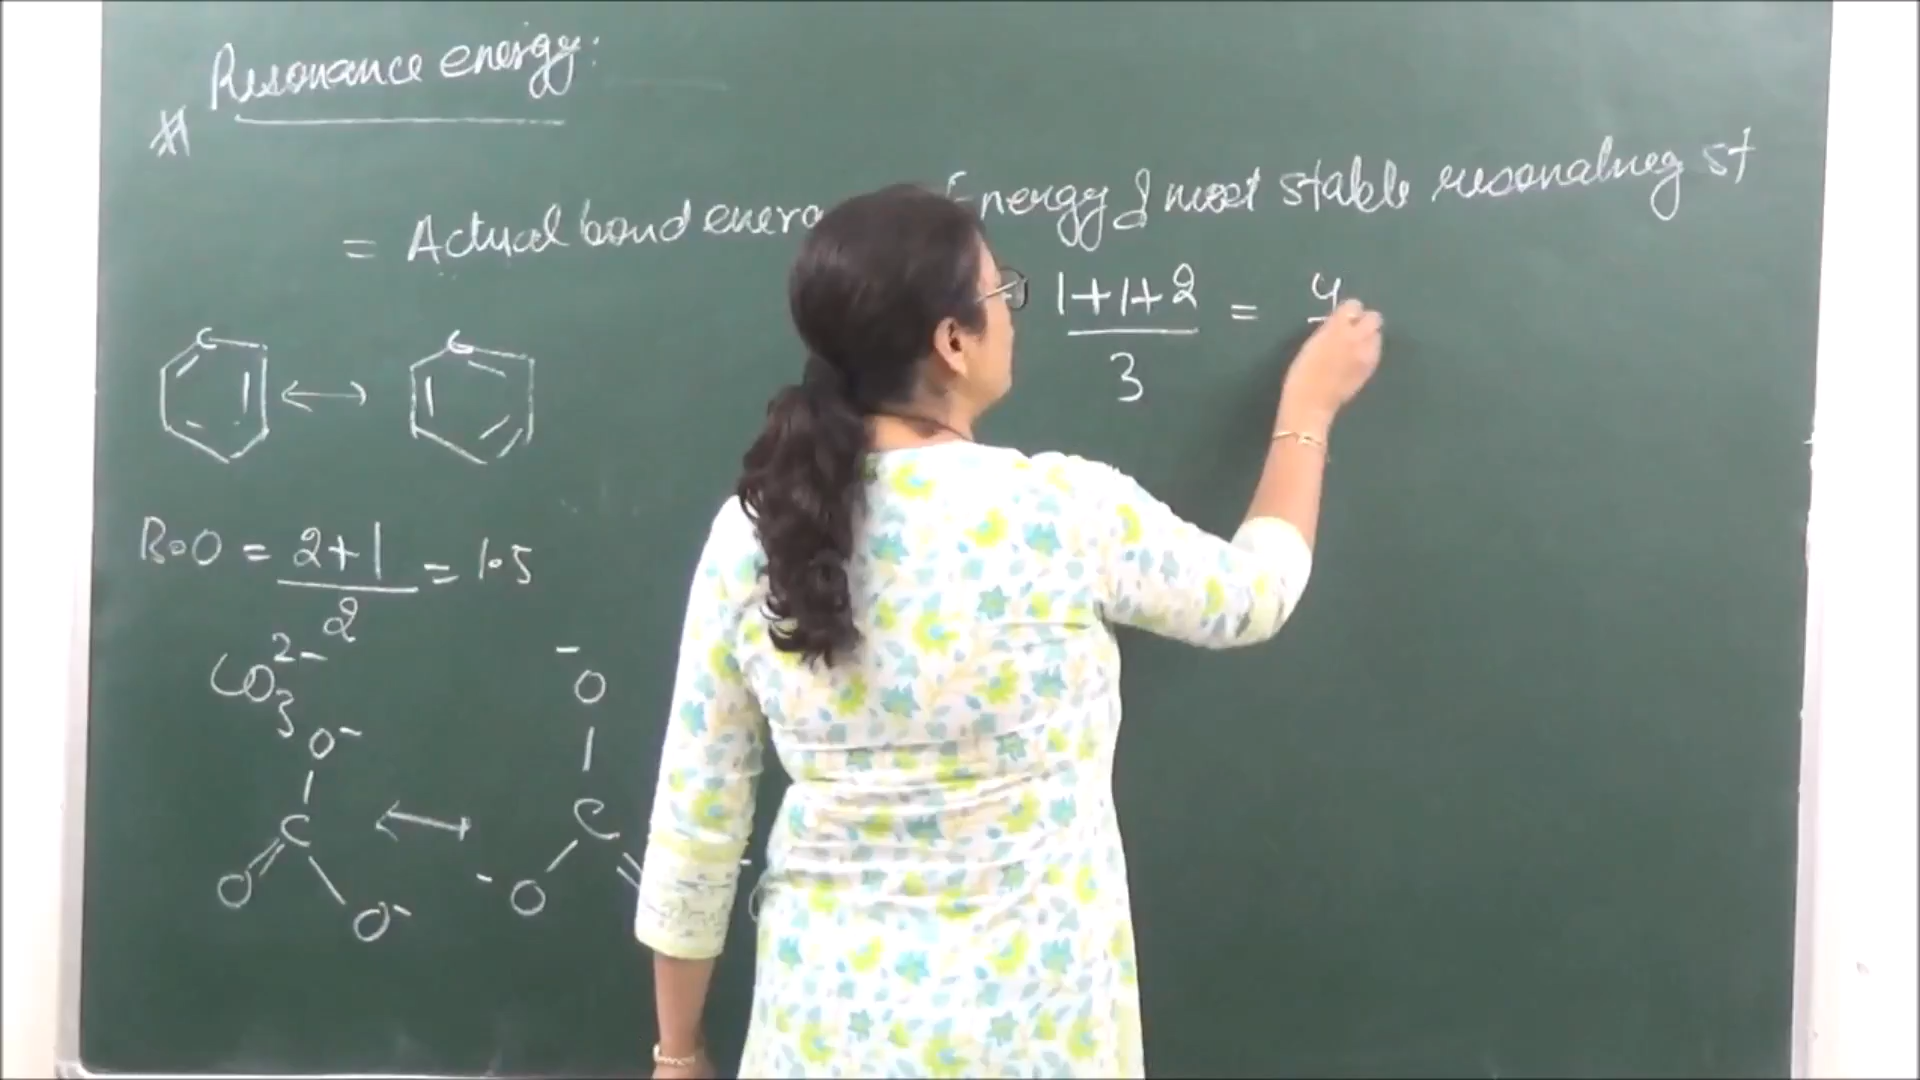 Resonance energy:
= Actual bond energy Energy of most stable resonating st
1+1+2 / 3 = 4
C C
B.O = 2+1 / 2 = 1.5
CO3 2-
O-
C
O O-
-O
C
-O